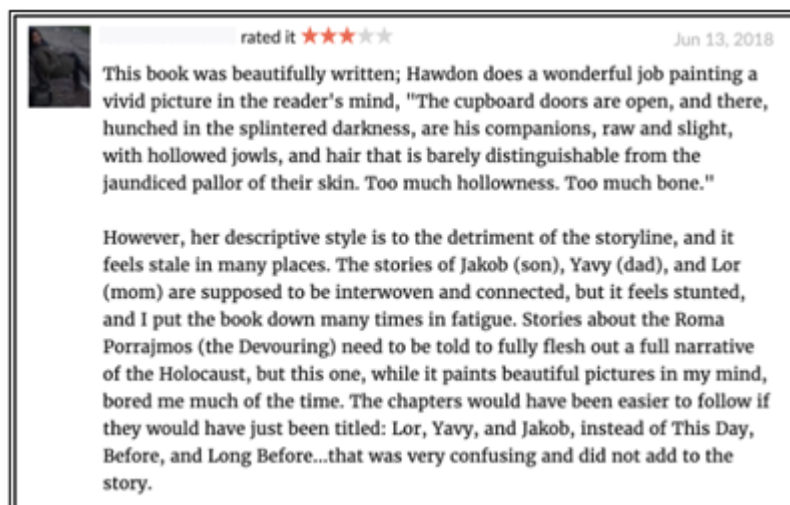 rated it
Jun 13, 2018
This book was beautifully written; Hawdon does a wonderful job painting a
vivid picture in the reader's mind, "The cupboard doors are open, and there,
hunched in the splintered darkness, are his companions, raw and slight,
with hollowed jowls, and hair that is barely distinguishable from the
jaundiced pallor of their skin. Too much hollowness. Too much bone."
However, her descriptive style is to the detriment of the storyline, and it
feels stale in many places. The stories of Jakob (son), Yavy (dad), and Lor
(mom) are supposed to be interwoven and connected, but it feels stunted,
and I put the book down many times in fatigue. Stories about the Roma
Porrajmos (the Devouring) need to be told to fully flesh out a full narrative
of the Holocaust, but this one, while it paints beautiful pictures in my mind,
bored me much of the time. The chapters would have been easier to follow if
they would have just been titled: Lor, Yavy, and Jakob, instead of This Day,
Before, and Long Before...that was very confusing and did not add to the
story.